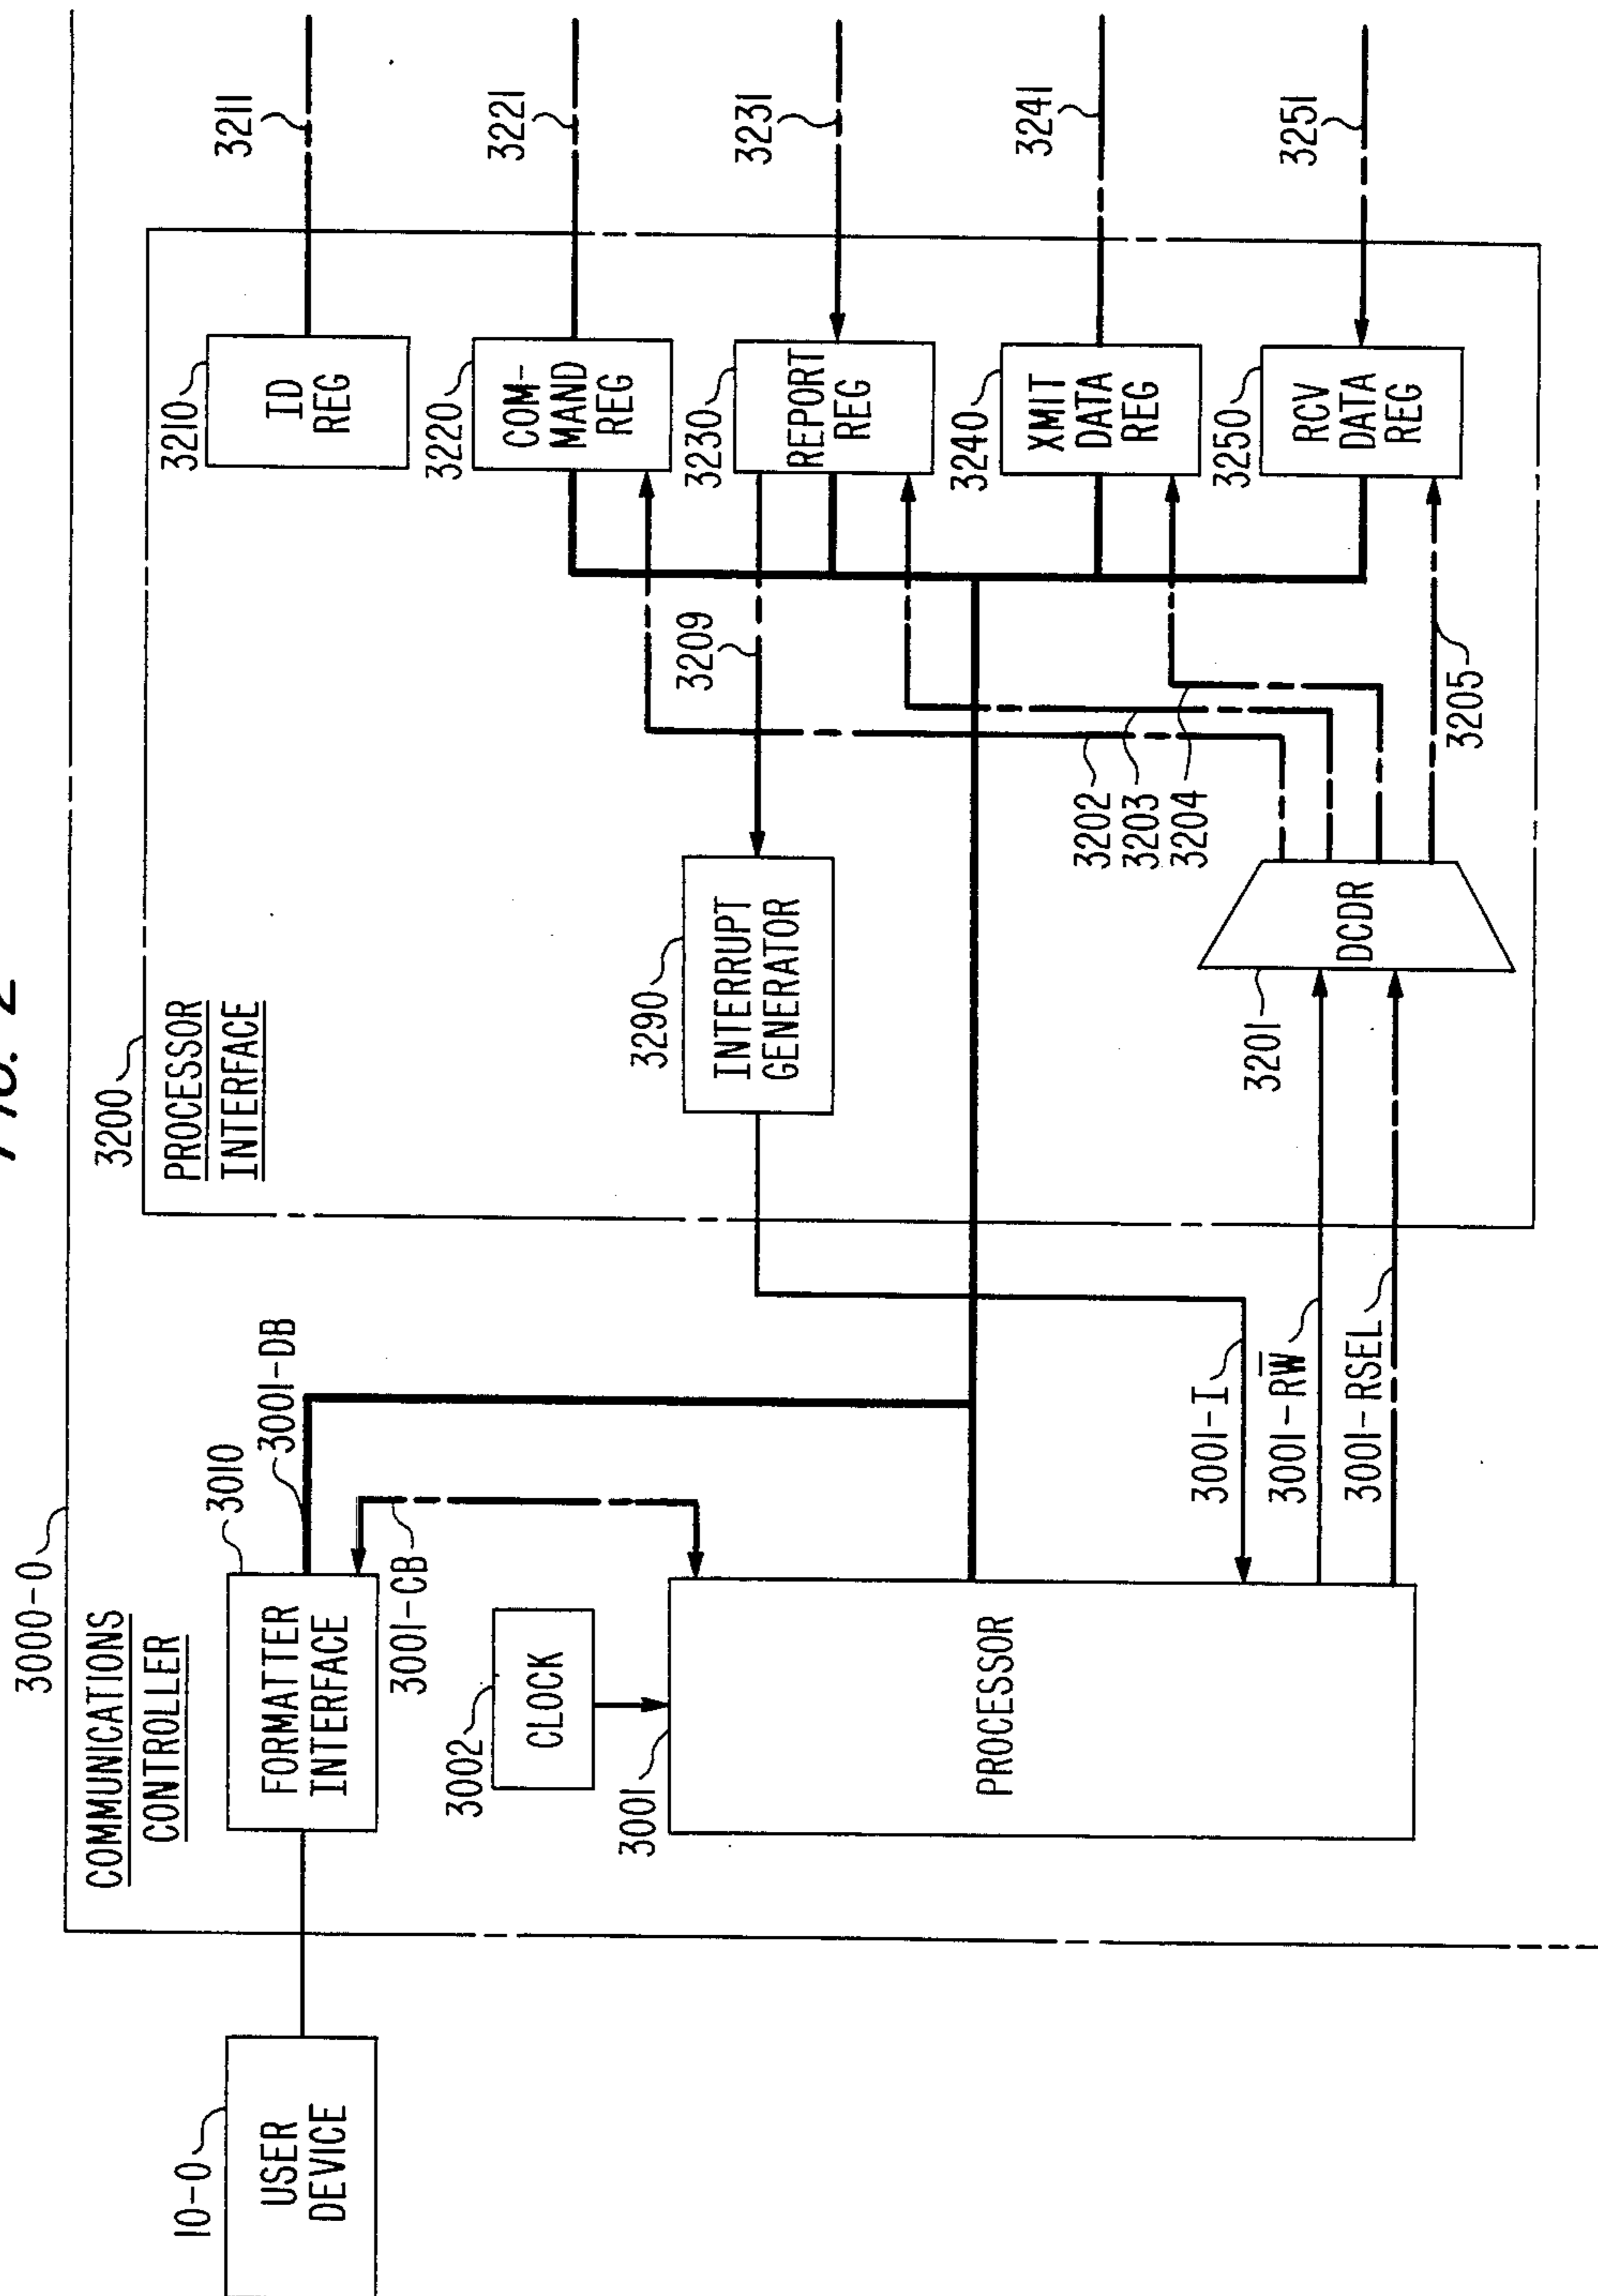 FIG. 2
3000-0
COMMUNICATIONS
CONTROLLER
10-0
USER
DEVICE
3010
FORMATTER
INTERFACE
3001-DB
3001-CB
3002
CLOCK
3001
PROCESSOR
3001-I
3001-RW̅
3001-RSEL
3200
PROCESSOR
INTERFACE
3290
INTERRUPT
GENERATOR
3209
3201
DCDR
3202
3203
3204
3205
3210
ID
REG
3211
3220
COM-
MAND
REG
3221
3230
REPORT
REG
3231
3240
XMIT
DATA
REG
3241
3250
RCV
DATA
REG
3251